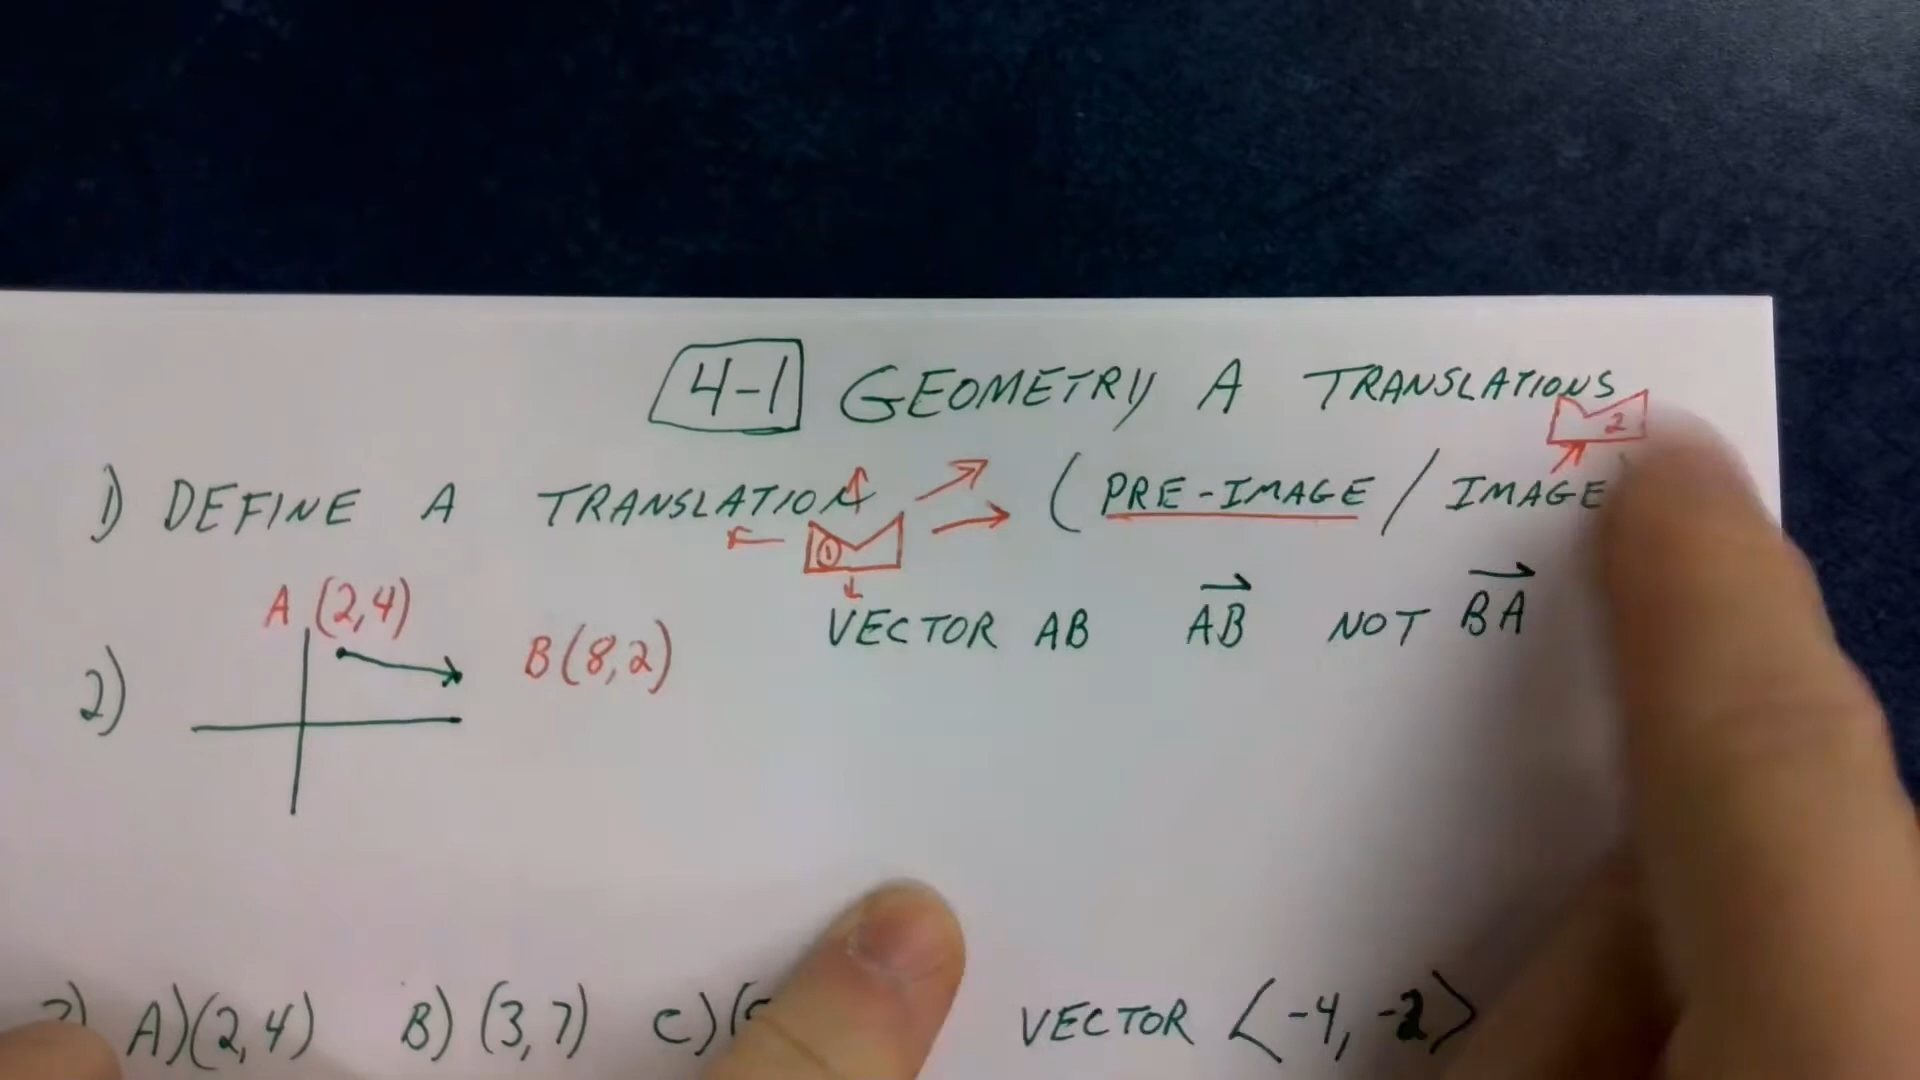 4-1 GEOMETRY A TRANSLATIONS
2
1) DEFINE A TRANSLATION (PRE-IMAGE / IMAGE
1
A (2,4)
2) B(8,2) VECTOR AB AB NOT BA
A)(2,4) B) (3,7) C)( VECTOR <-4, -2>